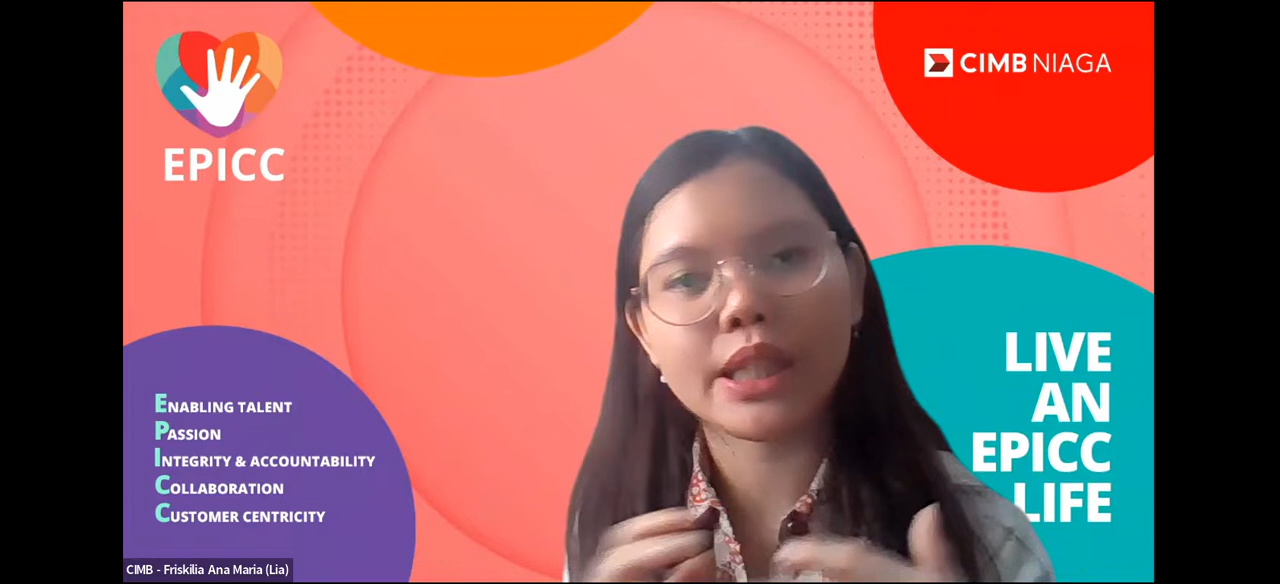 EPICC
CIMB NIAGA
ENABLING TALENT
PASSION
INTEGRITY & ACCOUNTABILITY
COLLABORATION
CUSTOMER CENTRICITY
LIVE
AN
EPICC
LIFE
CIMB - Friskilia Ana Maria (Lia)